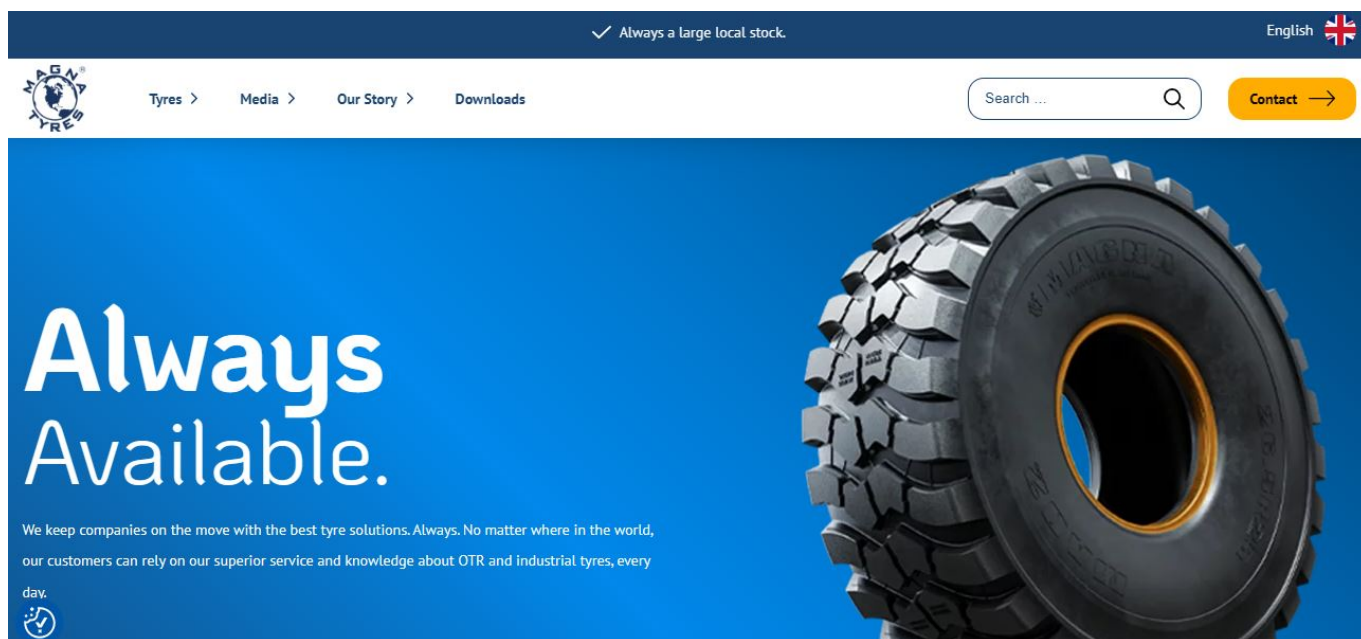 Always a large local stock.
English
MAGNA TYRES
Tyres
Media
Our Story
Downloads
Search ...
Contact
Always
Available.
We keep companies on the move with the best tyre solutions. Always. No matter where in the world,
our customers can rely on our superior service and knowledge about OTR and industrial tyres, every
day.
MAGNA